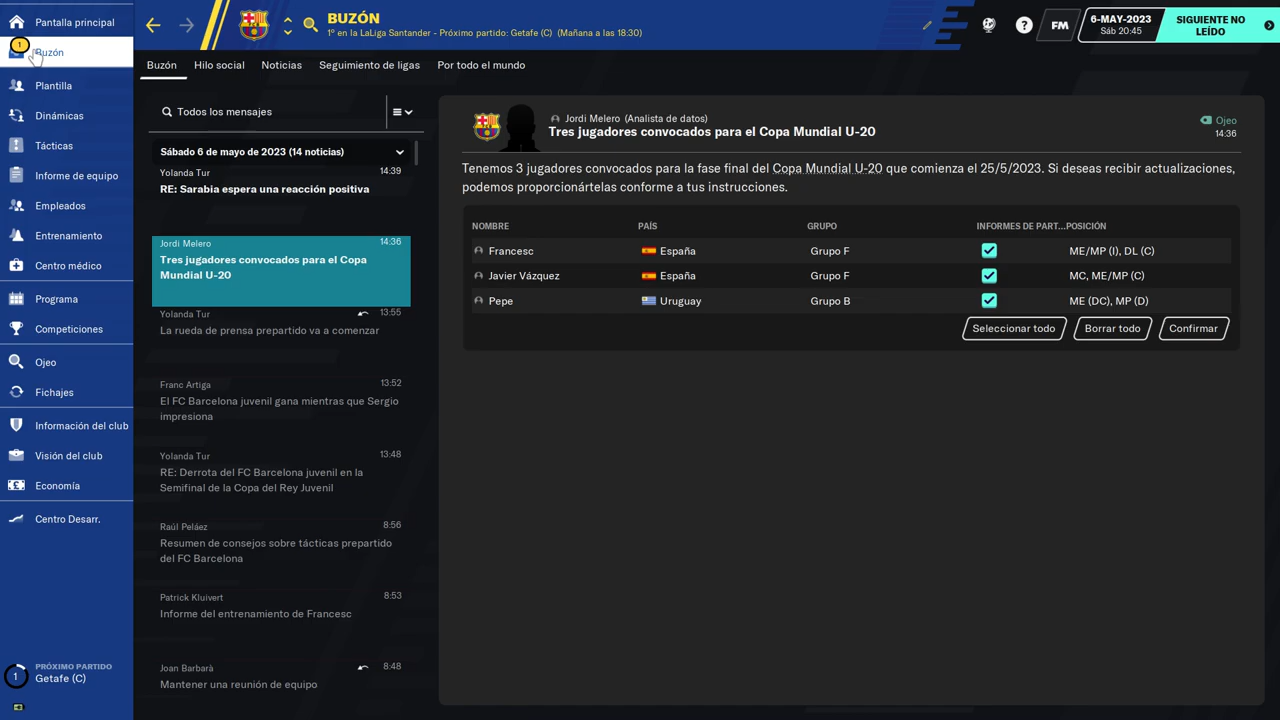 Pantalla principal
1
Buzón
Plantilla
Dinámicas
Tácticas
Informe de equipo
Empleados
Entrenamiento
Centro médico
Programa
Competiciones
Ojeo
Fichajes
Información del club
Visión del club
Economía
Centro Desarr.
PRÓXIMO PARTIDO
1
Getafe (C)
BUZÓN
1º en la LaLiga Santander - Próximo partido: Getafe (C) (Mañana a las 18:30)
?
FM
6-MAY-2023
Sáb 20:45
SIGUIENTE NO
LEÍDO
Buzón
Hilo social
Noticias
Seguimiento de ligas
Por todo el mundo
Todos los mensajes
Sábado 6 de mayo de 2023 (14 noticias)
Yolanda Tur 14:39
RE: Sarabia espera una reacción positiva
Jordi Melero 14:36
Tres jugadores convocados para el Copa
Mundial U-20
Yolanda Tur 13:55
La rueda de prensa prepartido va a comenzar
Franc Artiga 13:52
El FC Barcelona juvenil gana mientras que Sergio
impresiona
Yolanda Tur 13:48
RE: Derrota del FC Barcelona juvenil en la
Semifinal de la Copa del Rey Juvenil
Raúl Peláez 8:56
Resumen de consejos sobre tácticas prepartido
del FC Barcelona
Patrick Kluivert 8:53
Informe del entrenamiento de Francesc
Joan Barbarà 8:48
Mantener una reunión de equipo
Jordi Melero (Analista de datos)
Tres jugadores convocados para el Copa Mundial U-20
Ojeo
14:36
Tenemos 3 jugadores convocados para la fase final del Copa Mundial U-20 que comienza el 25/5/2023. Si deseas recibir actualizaciones,
podemos proporcionártelas conforme a tus instrucciones.
NOMBRE PAÍS GRUPO INFORMES DE PART...POSICIÓN
Francesc España Grupo F ME/MP (I), DL (C)
Javier Vázquez España Grupo F MC, ME/MP (C)
Pepe Uruguay Grupo B ME (DC), MP (D)
Seleccionar todo Borrar todo Confirmar